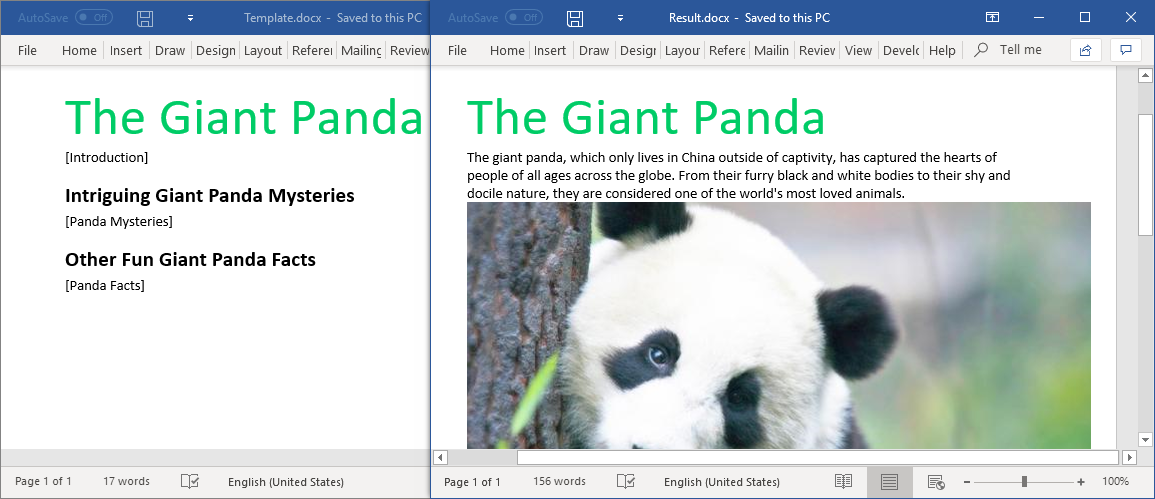 AutoSave Off Template.docx - Saved to this PC
File Home Insert Draw Design Layout Referen Mailing Review
The Giant Panda
[Introduction]
Intriguing Giant Panda Mysteries
[Panda Mysteries]
Other Fun Giant Panda Facts
[Panda Facts]
Page 1 of 1 17 words English (United States)
AutoSave Off Result.docx - Saved to this PC
File Home Insert Draw Design Layou Refere Mailin Review View Develo Help Tell me
The Giant Panda
The giant panda, which only lives in China outside of captivity, has captured the hearts of
people of all ages across the globe. From their furry black and white bodies to their shy and
docile nature, they are considered one of the world's most loved animals.
Page 1 of 1 156 words English (United States) 100%